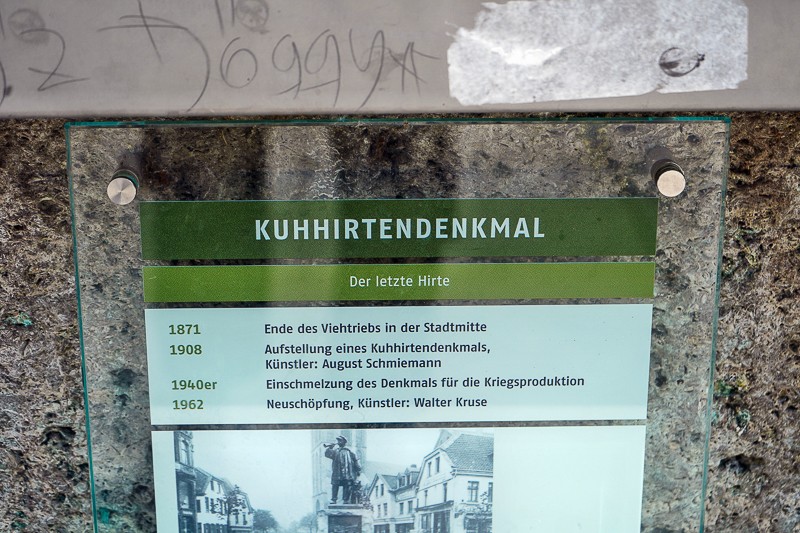 KUHHIRTENDENKMAL
Der letzte Hirte
1871 Ende des Viehtriebs in der Stadtmitte
1908 Aufstellung eines Kuhhirtendenkmals,
Künstler: August Schmiemann
1940er Einschmelzung des Denkmals für die Kriegsproduktion
1962 Neuschöpfung, Künstler: Walter Kruse